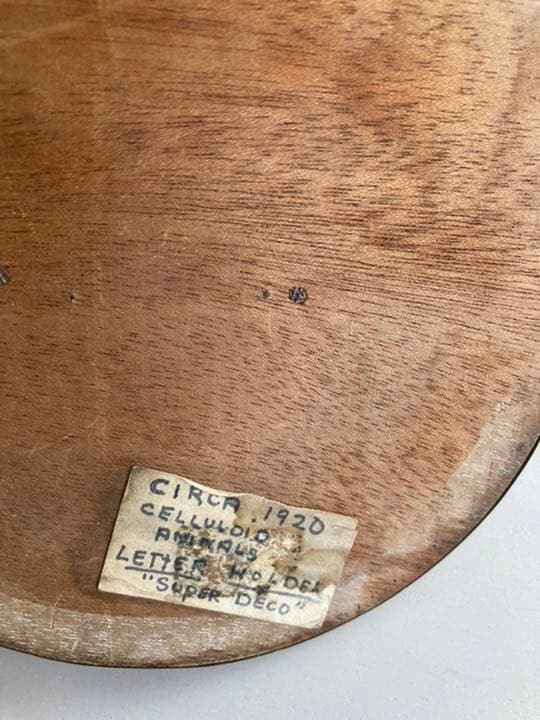 CIRCA .1920
CELLULOID
ANIMALS
LETTER HOLDER
"SUPER DECO"